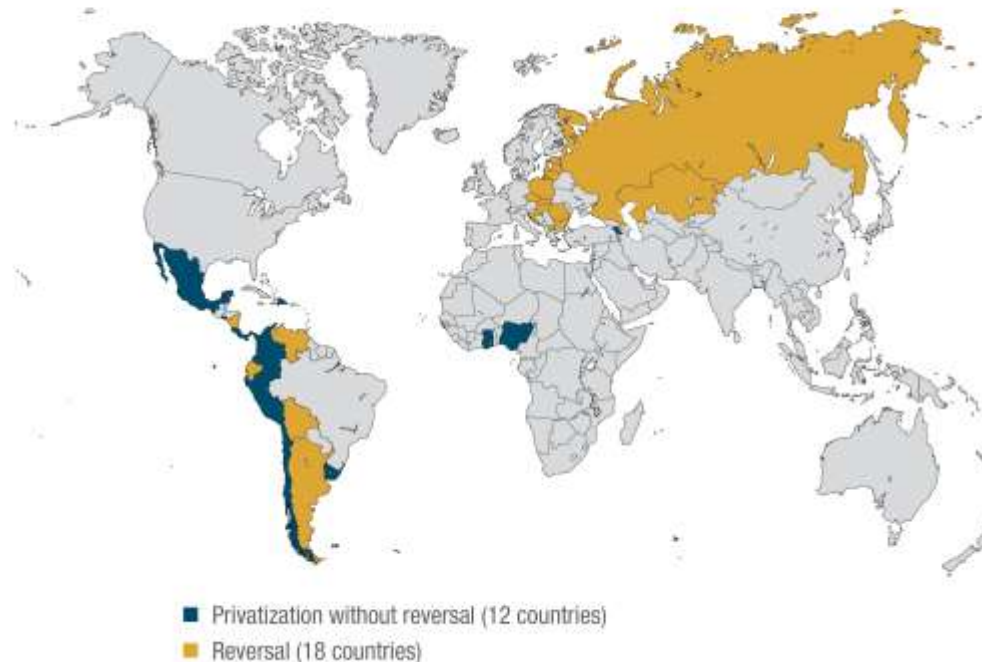 Privatization without reversal (12 countries)
Reversal (18 countries)